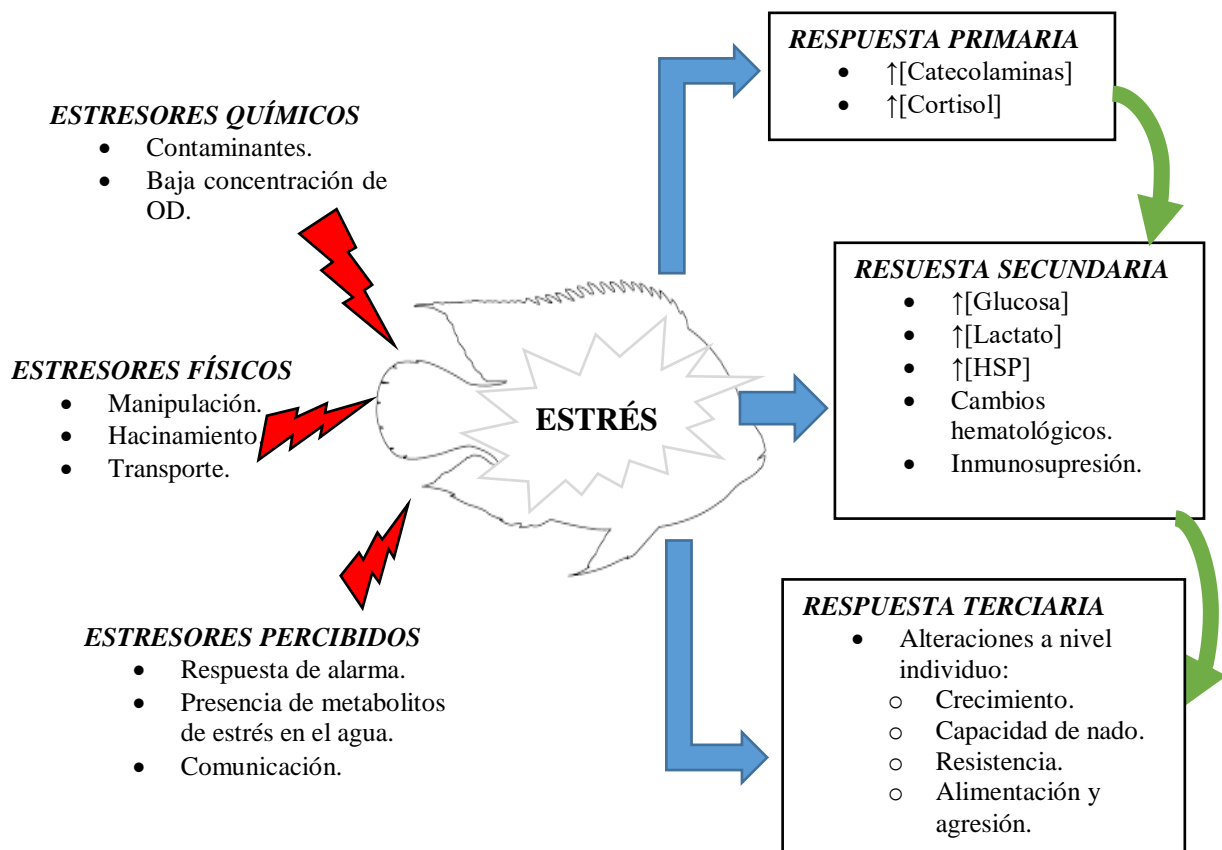 ESTRESORES QUÍMICOS
• Contaminantes.
• Baja concentración de
OD.
ESTRESORES FÍSICOS
• Manipulación.
• Hacinamiento.
• Transporte.
ESTRESORES PERCIBIDOS
• Respuesta de alarma.
• Presencia de metabolitos
de estrés en el agua.
• Comunicación.
ESTRÉS
RESPUESTA PRIMARIA
• ↑[Catecolaminas]
• ↑[Cortisol]
RESUESTA SECUNDARIA
• ↑[Glucosa]
• ↑[Lactato]
• ↑[HSP]
• Cambios
hematológicos.
• Inmunosupresión.
RESPUESTA TERCIARIA
• Alteraciones a nivel
individuo:
o Crecimiento.
o Capacidad de nado.
o Resistencia.
o Alimentación y
agresión.